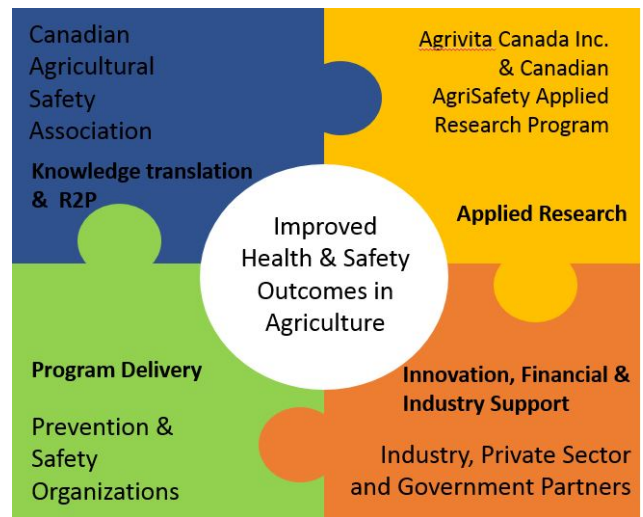 Canadian
Agricultural
Safety
Association
Knowledge translation
& R2P
Agrivita Canada Inc.
& Canadian
AgriSafety Applied
Research Program
Applied Research
Improved
Health & Safety
Outcomes in
Agriculture
Program Delivery
Prevention &
Safety
Organizations
Innovation, Financial &
Industry Support
Industry, Private Sector
and Government Partners